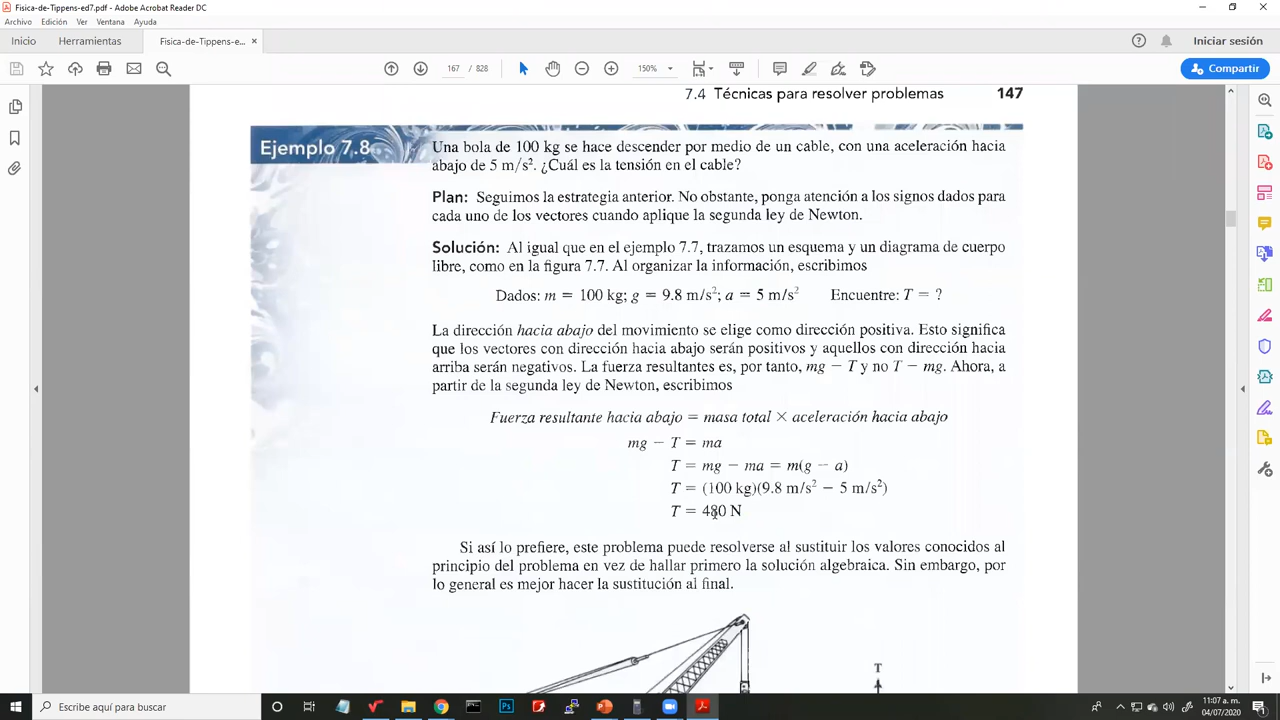 Fisica-de-Tippens-ed7.pdf - Adobe Acrobat Reader DC
Archivo Edición Ver Ventana Ayuda
Inicio Herramientas Fisica-de-Tippens-e... × Iniciar sesión
167 / 828 150% Compartir
7.4 Técnicas para resolver problemas 147
Ejemplo 7.8
Una bola de 100 kg se hace descender por medio de un cable, con una aceleración hacia
abajo de 5 m/s². ¿Cuál es la tensión en el cable?
Plan: Seguimos la estrategia anterior. No obstante, ponga atención a los signos dados para
cada uno de los vectores cuando aplique la segunda ley de Newton.
Solución: Al igual que en el ejemplo 7.7, trazamos un esquema y un diagrama de cuerpo
libre, como en la figura 7.7. Al organizar la información, escribimos
Dados: m = 100 kg; g = 9.8 m/s²; a = 5 m/s² Encuentre: T = ?
La dirección hacia abajo del movimiento se elige como dirección positiva. Esto significa
que los vectores con dirección hacia abajo serán positivos y aquellos con dirección hacia
arriba serán negativos. La fuerza resultantes es, por tanto, mg − T y no T − mg. Ahora, a
partir de la segunda ley de Newton, escribimos
Fuerza resultante hacia abajo = masa total × aceleración hacia abajo
mg − T = ma
T = mg − ma = m(g − a)
T = (100 kg)(9.8 m/s² − 5 m/s²)
T = 480 N
Si así lo prefiere, este problema puede resolverse al sustituir los valores conocidos al
principio del problema en vez de hallar primero la solución algebraica. Sin embargo, por
lo general es mejor hacer la sustitución al final.
T
Escribe aquí para buscar
11:07 a. m.
04/07/2020